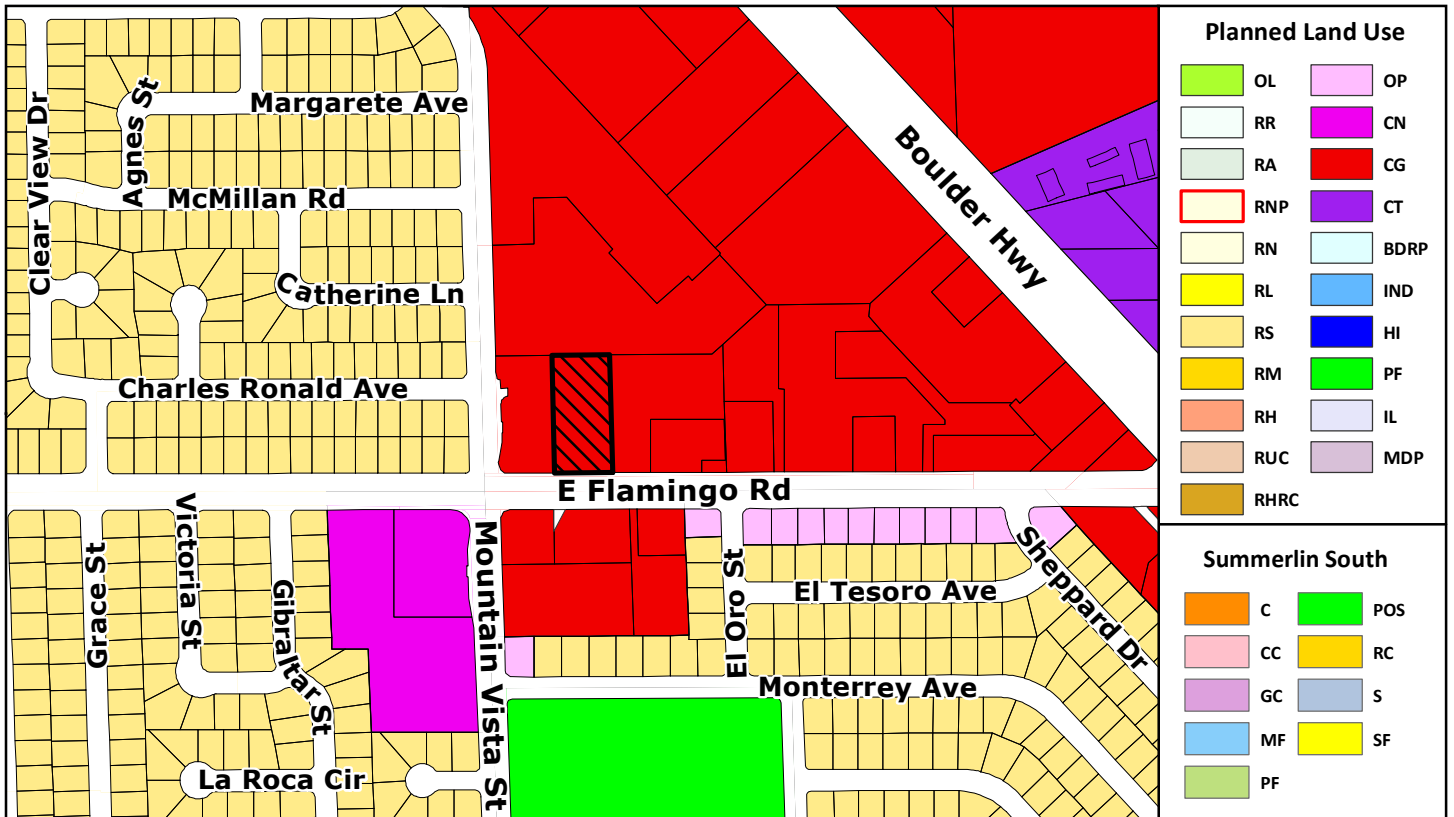 Margarete Ave
Agnes St
Clear View Dr
McMillan Rd
Catherine Ln
Charles Ronald Ave
Boulder Hwy
E Flamingo Rd
Grace St
Victoria St
Gibraltar St
Mountain Vista St
El Oro St
El Tesoro Ave
Sheppard Dr
Monterrey Ave
La Roca Cir
Planned Land Use
OL
OP
RR
CN
RA
CG
RNP
CT
RN
BDRP
RL
IND
RS
HI
RM
PF
RH
IL
RUC
MDP
RHRC
Summerlin South
C
POS
CC
RC
GC
S
MF
SF
PF